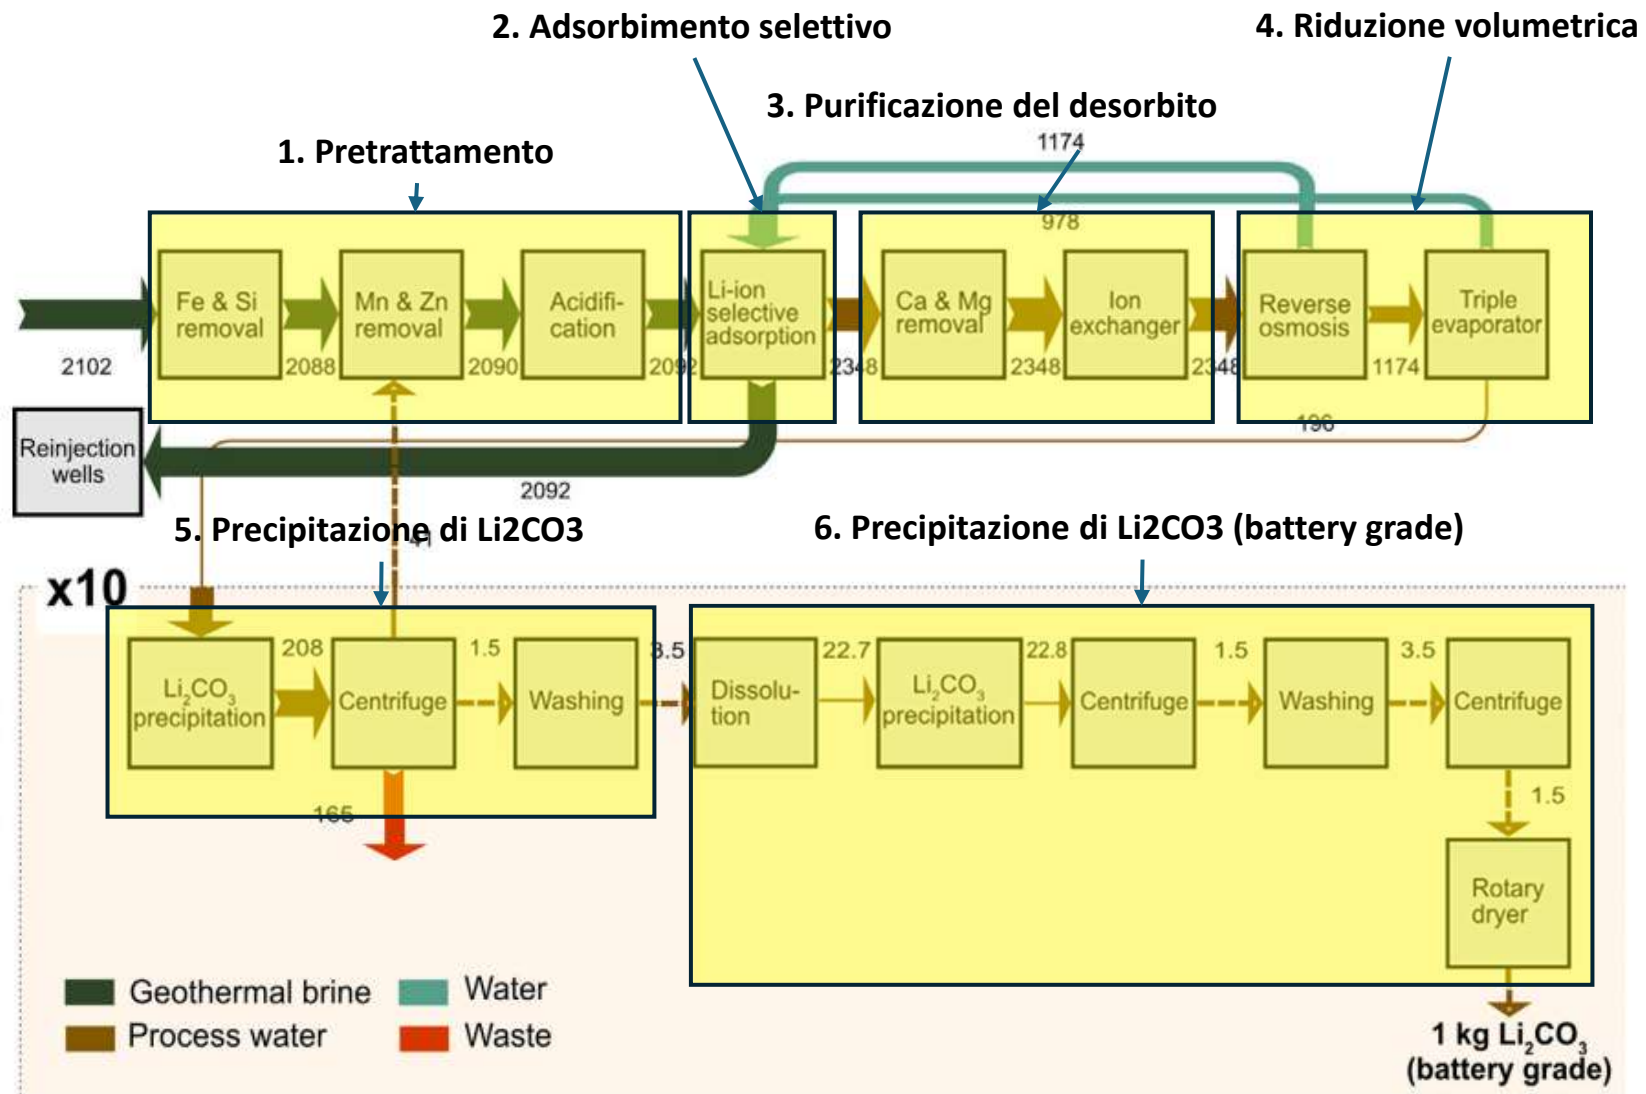 2. Adsorbimento selettivo
4. Riduzione volumetrica
3. Purificazione del desorbito
1. Pretrattamento
1174
978
Fe & Si
removal
Mn & Zn
removal
Acidifi-
cation
Li-ion
selective
adsorption
Ca & Mg
removal
Ion
exchanger
Reverse
osmosis
Triple
evaporator
2102
2088
2090
2092
2348
2348
2348
1174
196
Reinjection
wells
2092
5. Precipitazione di Li2CO3
6. Precipitazione di Li2CO3 (battery grade)
41
x10
208
1.5
3.5
22.7
22.8
1.5
3.5
Li₂CO₃
precipitation
Centrifuge
Washing
Dissolu-
tion
Li₂CO₃
precipitation
Centrifuge
Washing
Centrifuge
1.5
165
Rotary
dryer
Geothermal brine
Water
Process water
Waste
1 kg Li₂CO₃
(battery grade)